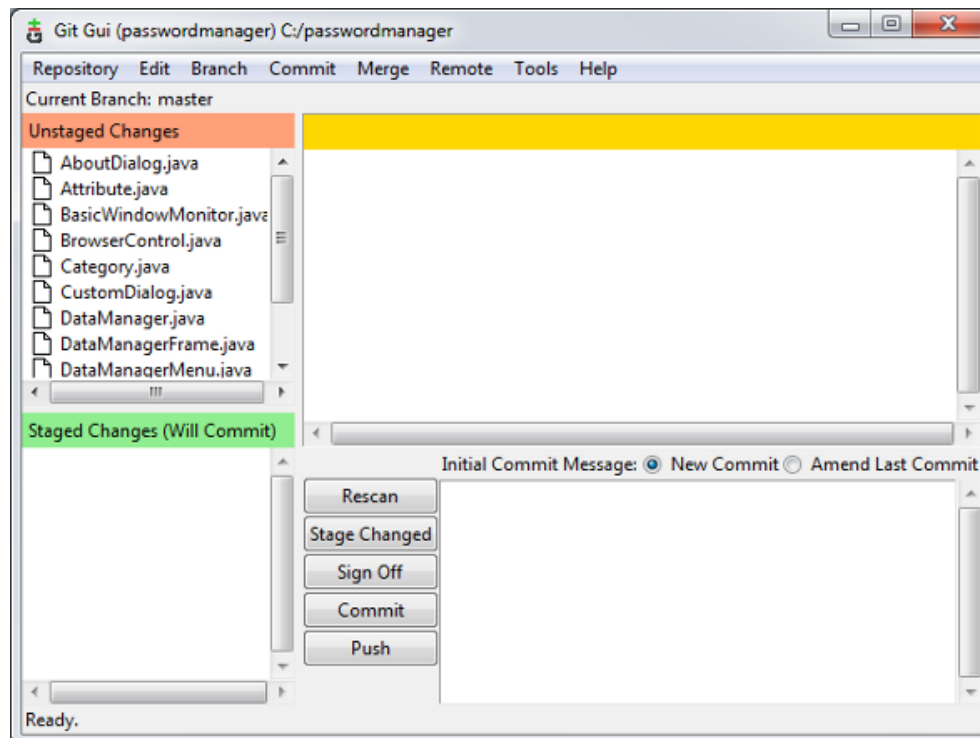 Git Gui (passwordmanager) C:/passwordmanager
Repository Edit Branch Commit Merge Remote Tools Help
Current Branch: master
Unstaged Changes
AboutDialog.java
Attribute.java
BasicWindowMonitor.java
BrowserControl.java
Category.java
CustomDialog.java
DataManager.java
DataManagerFrame.java
DataManagerMenu.java
Staged Changes (Will Commit)
Initial Commit Message: New Commit Amend Last Commit
Rescan
Stage Changed
Sign Off
Commit
Push
Ready.